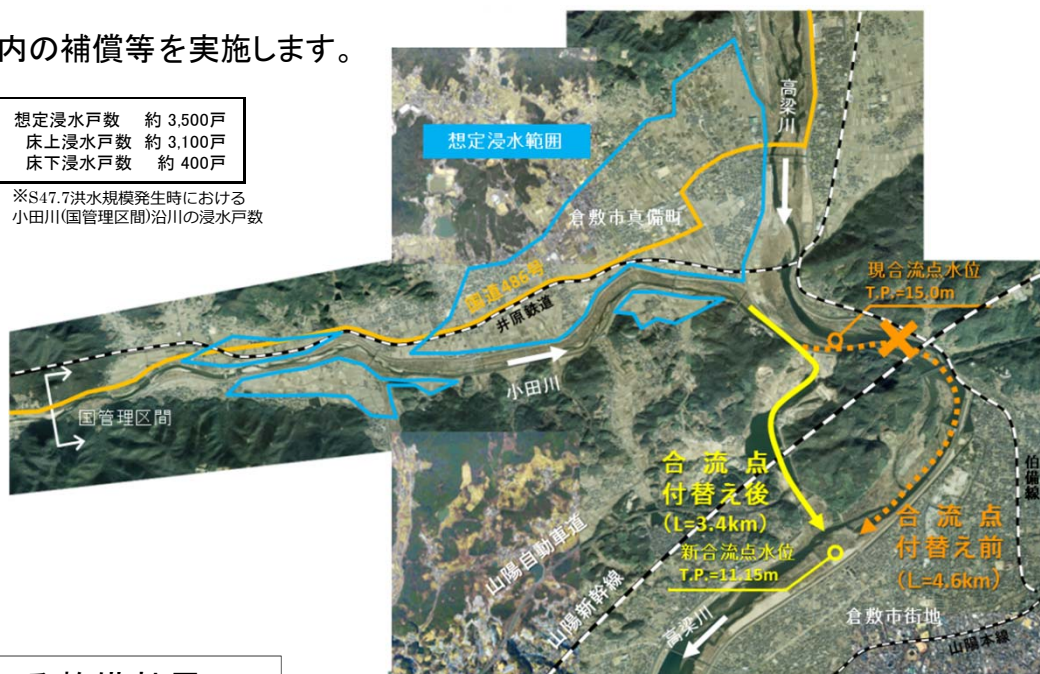 内の補償等を実施します。
想定浸水戸数 約 3,500戸
床上浸水戸数 約 3,100戸
床下浸水戸数 約 400戸
※S47.7洪水規模発生時における
小田川(国管理区間)沿川の浸水戸数
想定浸水範囲
高梁川
倉敷市真備町
国道486号
井原鉄道
現合流点水位
T.P.=15.0m
小田川
国管理区間
合流点
付替え後
(L=3.4km)
新合流点水位
T.P.=11.15m
合流点
付替え前
(L=4.6km)
伯備線
山陽自動車道
山陽新幹線
高梁川
倉敷市街地
山陽本線